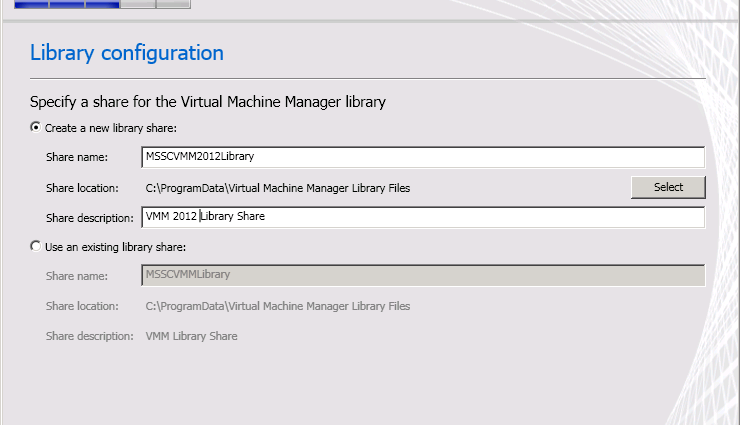 Library configuration
Specify a share for the Virtual Machine Manager library
Create a new library share:
Share name: MSSCVMM2012Library
Share location: C:\ProgramData\Virtual Machine Manager Library Files Select
Share description: VMM 2012 Library Share
Use an existing library share:
Share name: MSSCVMMLibrary
Share location: C:\ProgramData\Virtual Machine Manager Library Files
Share description: VMM Library Share